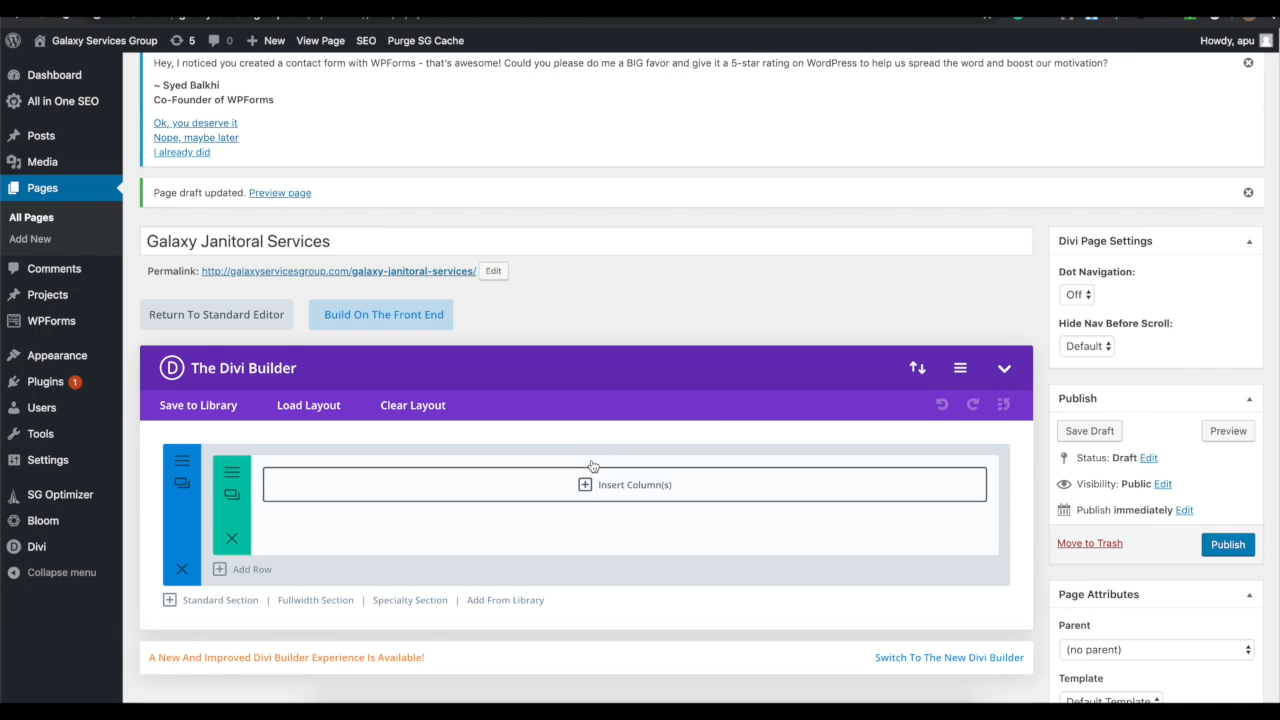 Galaxy Services Group 5 0 New View Page SEO Purge SG Cache Howdy, apu
Dashboard
All in One SEO
Posts
Media
Pages
All Pages
Add New
Comments
Projects
WPForms
Appearance
Plugins 1
Users
Tools
Settings
SG Optimizer
Bloom
Divi
Collapse menu
Hey, I noticed you created a contact form with WPForms - that's awesome! Could you please do me a BIG favor and give it a 5-star rating on WordPress to help us spread the word and boost our motivation?
~ Syed Balkhi
Co-Founder of WPForms
Ok, you deserve it
Nope, maybe later
I already did
Page draft updated. Preview page
Galaxy Janitoral Services
Permalink: http://galaxyservicesgroup.com/galaxy-janitoral-services/ Edit
Return To Standard Editor Build On The Front End
D The Divi Builder
Save to Library Load Layout Clear Layout
Insert Column(s)
Add Row
Standard Section | Fullwidth Section | Specialty Section | Add From Library
A New And Improved Divi Builder Experience Is Available! Switch To The New Divi Builder
Divi Page Settings
Dot Navigation:
Off
Hide Nav Before Scroll:
Default
Publish
Save Draft Preview
Status: Draft Edit
Visibility: Public Edit
Publish immediately Edit
Move to Trash Publish
Page Attributes
Parent
(no parent)
Template
Default Template